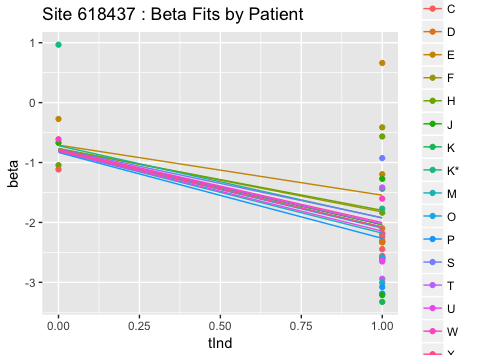 Site 618437 : Beta Fits by Patient
1
0
-1
-2
-3
beta
0.00
0.25
0.50
0.75
1.00
tInd
C
D
E
F
H
J
K
K*
M
O
P
S
T
U
W